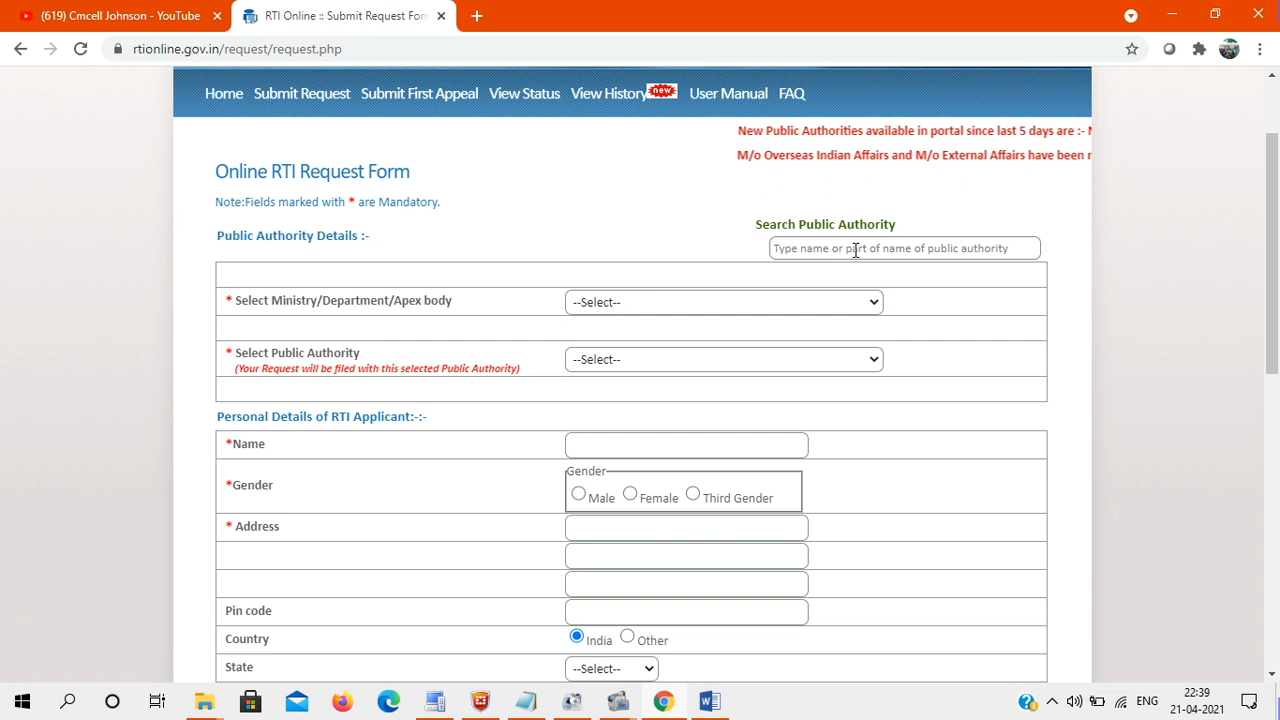 (619) Cmcell Johnson - YouTube
RTI Online :: Submit Request Form
rtionline.gov.in/request/request.php
Home Submit Request Submit First Appeal View Status View History new User Manual FAQ
New Public Authorities available in portal since last 5 days are :-
M/o Overseas Indian Affairs and M/o External Affairs have been
Online RTI Request Form
Note:Fields marked with * are Mandatory.
Search Public Authority
Public Authority Details :-
Type name or part of name of public authority
* Select Ministry/Department/Apex body --Select--
* Select Public Authority --Select--
(Your Request will be filed with this selected Public Authority)
Personal Details of RTI Applicant:-:-
*Name
Gender
*Gender
Male Female Third Gender
* Address
Pin code
Country India Other
State --Select--
ENG
22:39
21-04-2021